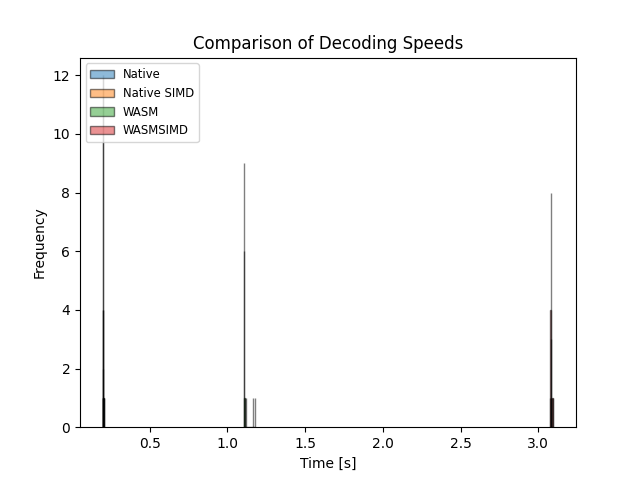 Comparison of Decoding Speeds
Native
Native SIMD
WASM
WASMSIMD
12
10
8
6
4
2
0
Frequency
0.5 1.0 1.5 2.0 2.5 3.0
Time [s]